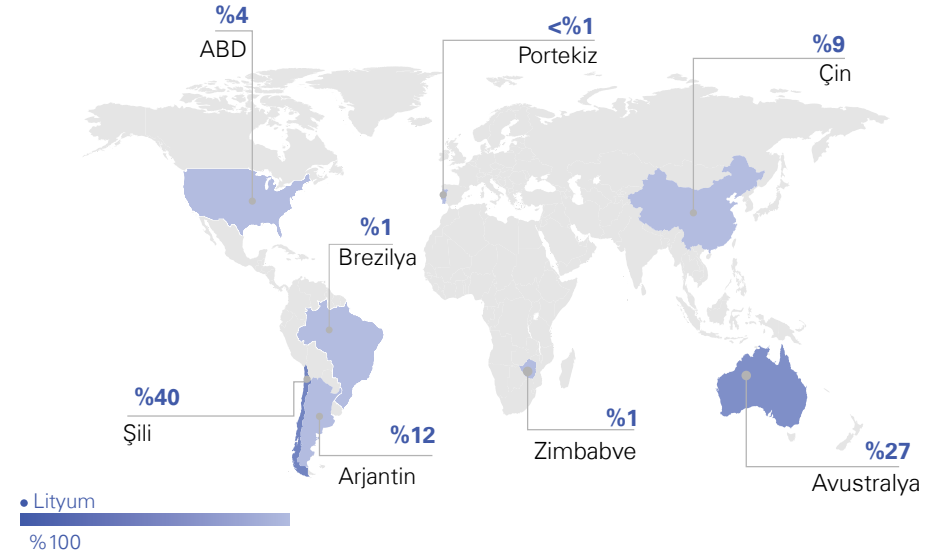 %4
ABD
<%1
Portekiz
%9
Çin
%1
Brezilya
%40
Şili
%12
Arjantin
%1
Zimbabve
%27
Avustralya
Lityum
%100